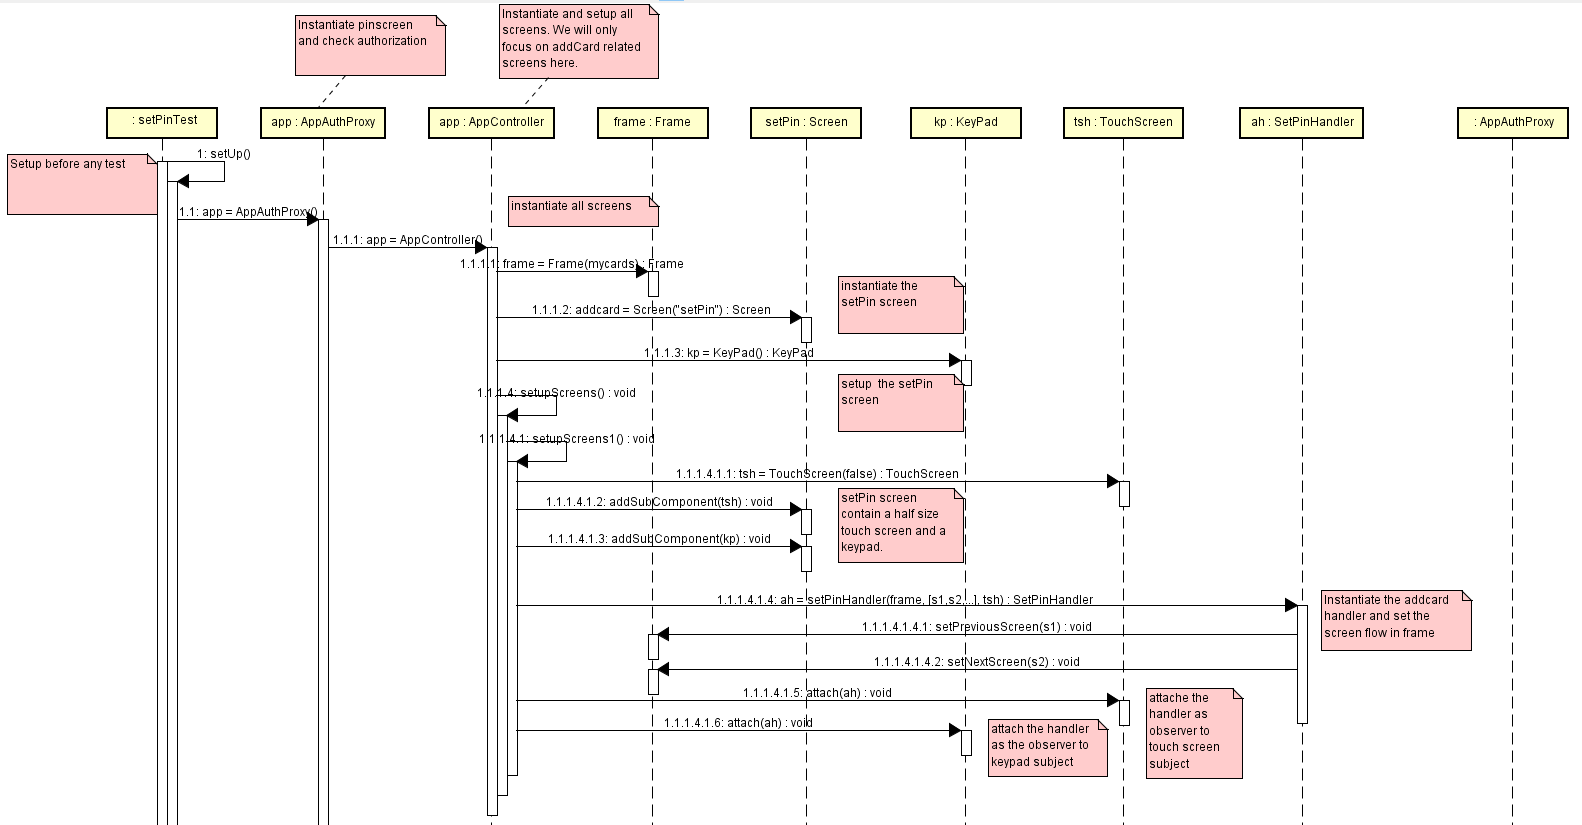 Instantiate pinscreen
and check authorization
Instantiate and setup all
screens. We will only
focus on addCard related
screens here.
: setPinTest
app : AppAuthProxy
app : AppController
frame : Frame
setPin : Screen
kp : KeyPad
tsh : TouchScreen
ah : SetPinHandler
: AppAuthProxy
Setup before any test
1: setUp()
1.1: app = AppAuthProxy()
instantiate all screens
1.1.1: app = AppController()
1.1.1.1: frame = Frame(mycards) : Frame
instantiate the
setPin screen
1.1.1.2: addcard = Screen("setPin") : Screen
1.1.1.3: kp = KeyPad() : KeyPad
setup  the setPin
screen
1.1.1.4: setupScreens() : void
1.1.1.4.1: setupScreens1() : void
1.1.1.4.1.1: tsh = TouchScreen(false) : TouchScreen
setPin screen
contain a half size
touch screen and a
keypad.
1.1.1.4.1.2: addSubComponent(tsh) : void
1.1.1.4.1.3: addSubComponent(kp) : void
1.1.1.4.1.4: ah = setPinHandler(frame, [s1,s2,...], tsh) : SetPinHandler
Instantiate the addcard
handler and set the
screen flow in frame
1.1.1.4.1.4.1: setPreviousScreen(s1) : void
1.1.1.4.1.4.2: setNextScreen(s2) : void
1.1.1.4.1.5: attach(ah) : void
attache the
handler as
observer to
touch screen
subject
1.1.1.4.1.6: attach(ah) : void
attach the handler
as the observer to
keypad subject